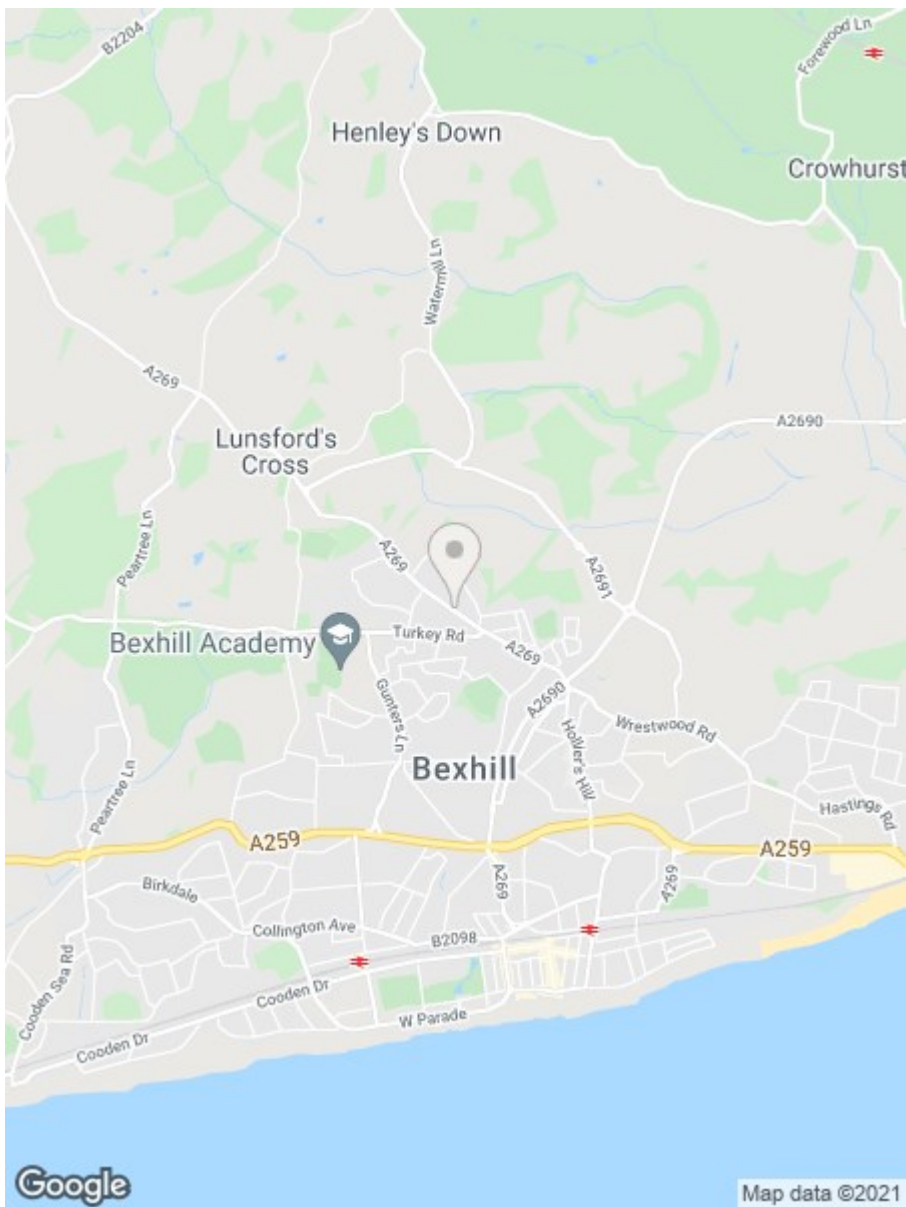 B2204
Forewood Ln
Henley's Down
Crowhurst
Watermill Ln
A269
A2690
Lunsford's
Cross
Peartree Ln
A269
A2691
Bexhill Academy
Turkey Rd
A269
A2690
Gunters Ln
Wrestwood Rd
Holliver's Hill
Bexhill
Peartree Ln
Hastings Rd
A259
A259
Birkdale
A269
A269
Collington Ave
B2098
Cooden Sea Rd
Cooden Dr
W Parade
Cooden Dr
Google
Map data ©2021